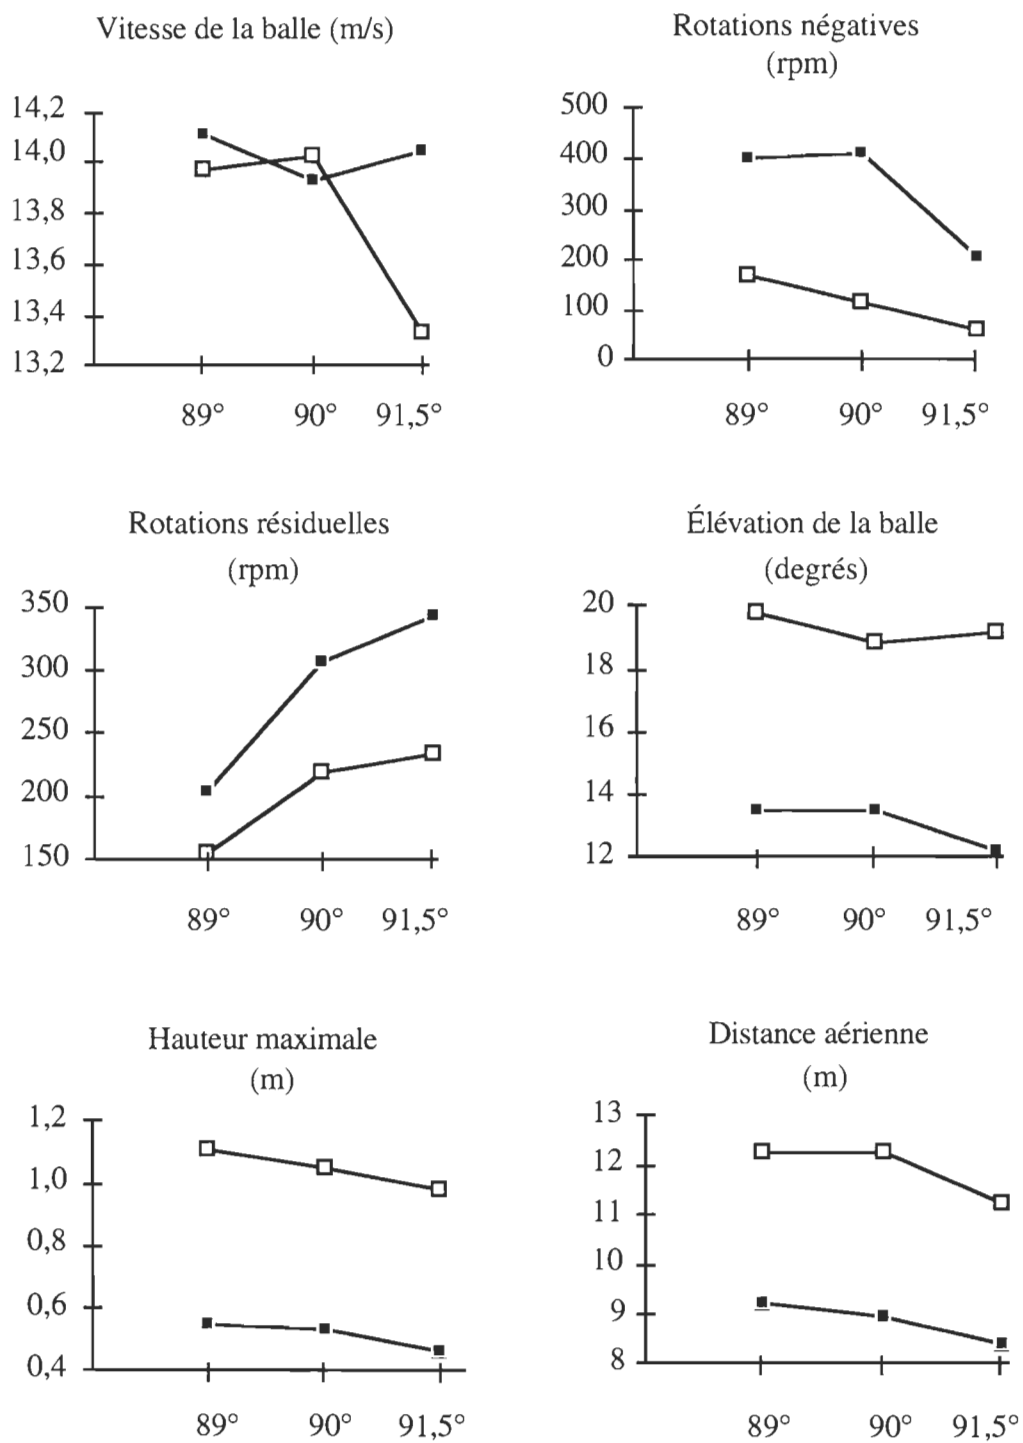 Vitesse de la balle (m/s)
14,2
14,0
13,8
13,6
13,4
13,2
89° 90° 91,5°
Rotations négatives
(rpm)
500
400
300
200
100
0
89° 90° 91,5°
Rotations résiduelles
(rpm)
350
300
250
200
150
89° 90° 91,5°
Élévation de la balle
(degrés)
20
18
16
14
12
89° 90° 91,5°
Hauteur maximale
(m)
1,2
1,0
0,8
0,6
0,4
89° 90° 91,5°
Distance aérienne
(m)
13
12
11
10
9
8
89° 90° 91,5°